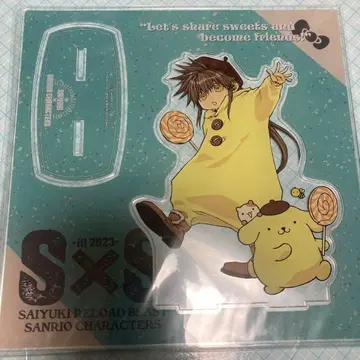 "Let's share sweets and
become friends!"
-in 2023-
S×S
SAIYUKI RELOAD BLAST
SANRIO CHARACTERS